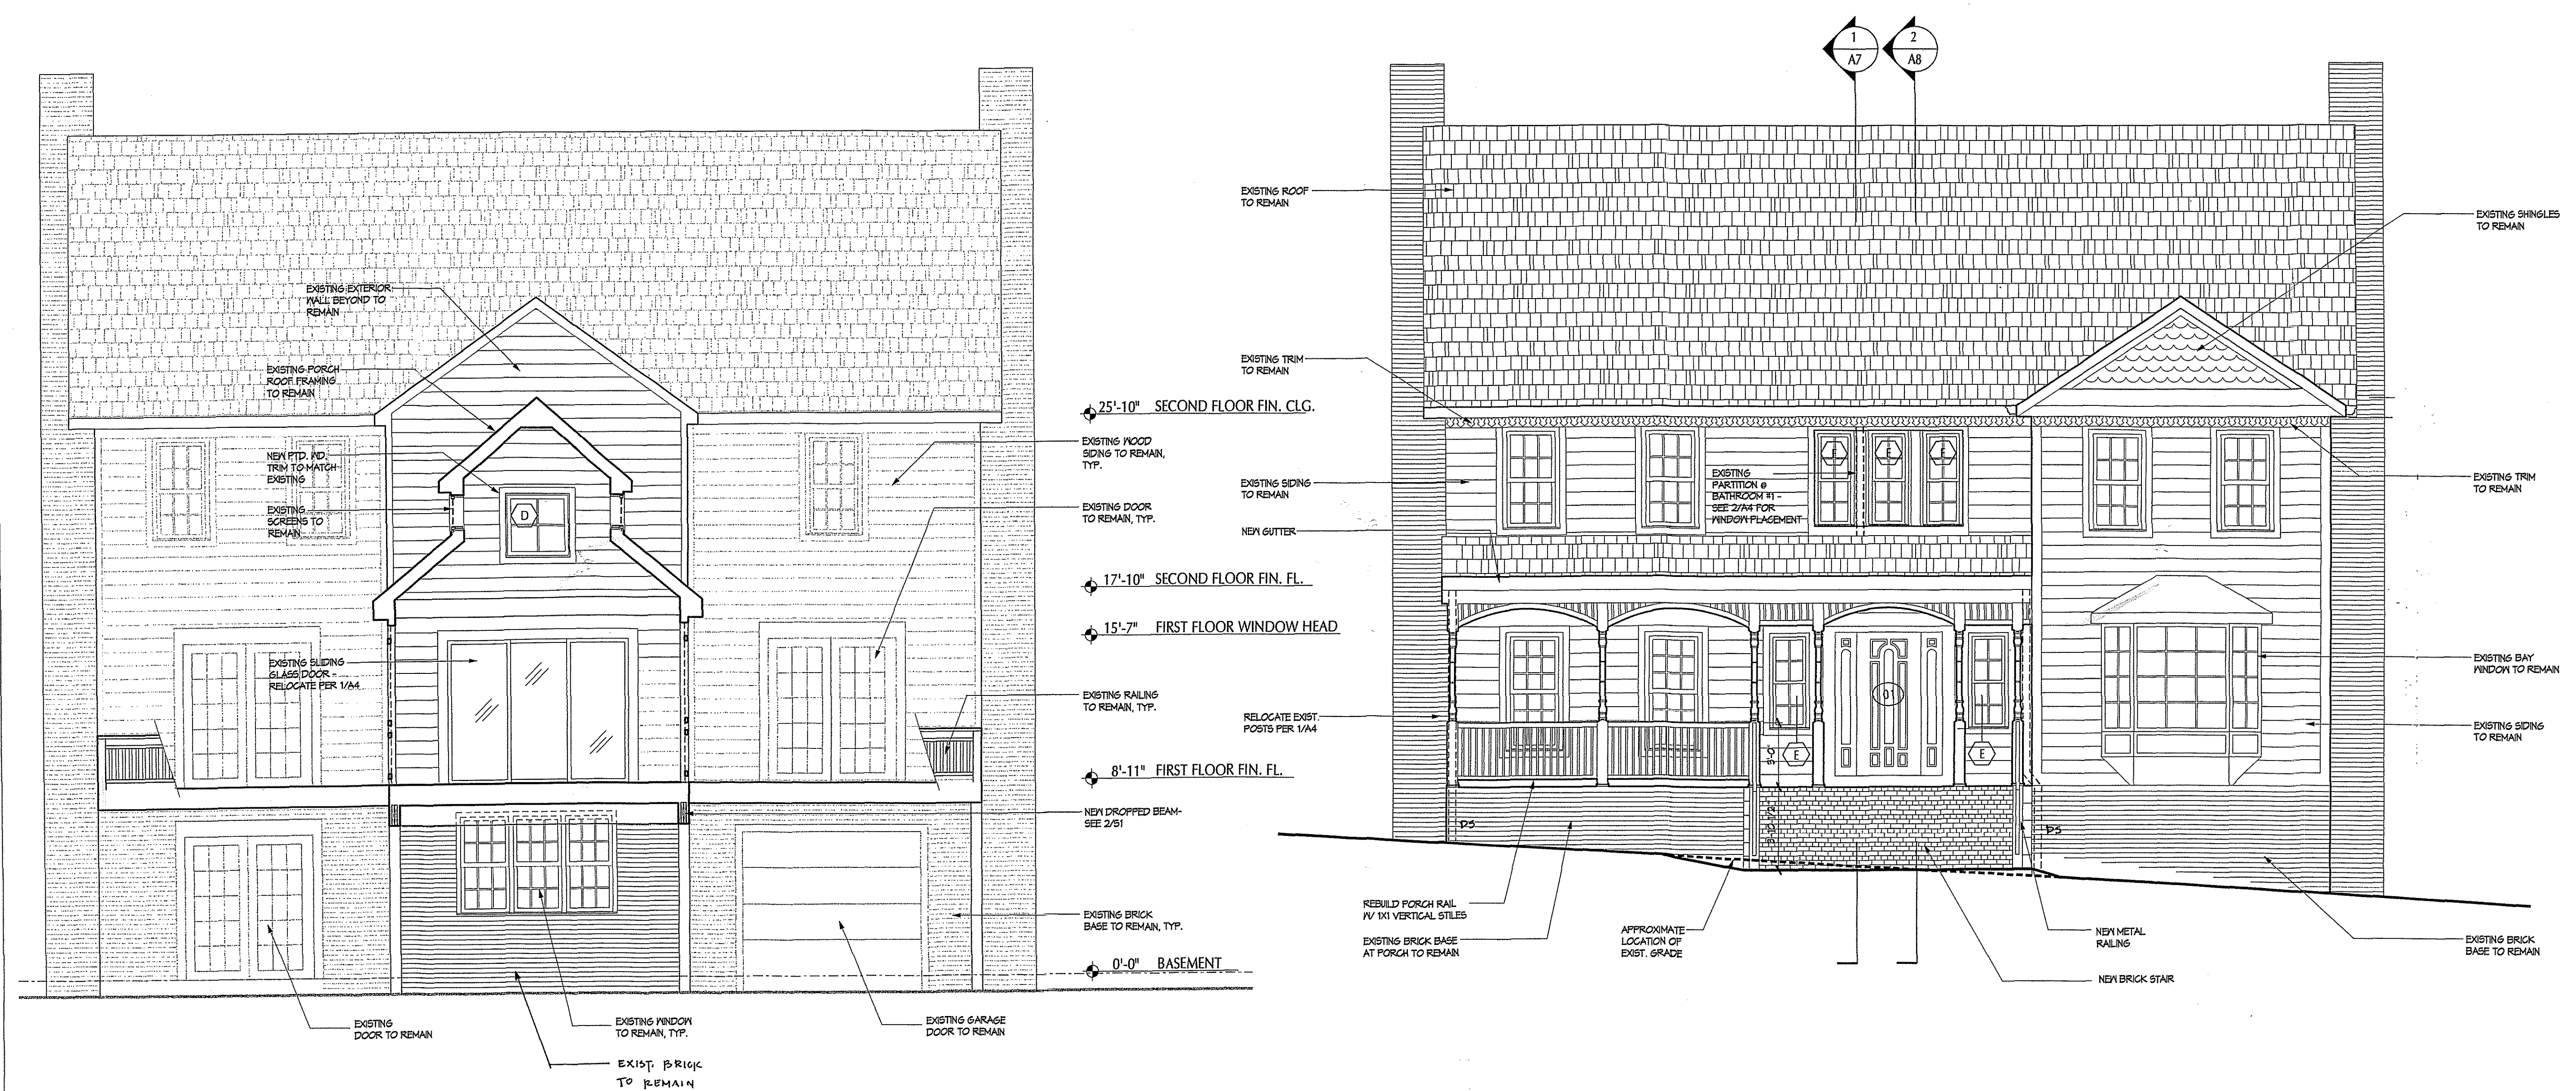 EXISTING EXTERIOR
WALL BEYOND TO
REMAIN
EXISTING PORCH
ROOF FRAMING
TO REMAIN
NEW PTD. WD.
TRIM TO MATCH
EXISTING
EXISTING
SCREENS TO
REMAIN
D
EXISTING SLIDING
GLASS DOOR -
RELOCATE PER 1/A4
25'-10" SECOND FLOOR FIN. CLG.
EXISTING WOOD
SIDING TO REMAIN,
TYP.
EXISTING DOOR
TO REMAIN, TYP.
17'-10" SECOND FLOOR FIN. FL.
15'-7" FIRST FLOOR WINDOW HEAD
EXISTING RAILING
TO REMAIN, TYP.
8'-11" FIRST FLOOR FIN. FL.
NEW DROPPED BEAM-
SEE 2/S1
EXISTING BRICK
BASE TO REMAIN, TYP.
0'-0" BASEMENT
EXISTING
DOOR TO REMAIN
EXISTING WINDOW
TO REMAIN, TYP.
EXISTING GARAGE
DOOR TO REMAIN
EXIST. BRICK
TO REMAIN
1
A7
2
A8
EXISTING ROOF
TO REMAIN
EXISTING SHINGLES
TO REMAIN
EXISTING TRIM
TO REMAIN
EXISTING SIDING
TO REMAIN
NEW GUTTER
EXISTING
PARTITION @
BATHROOM #1 -
SEE 2/A4 FOR
WINDOW PLACEMENT
F
F
F
EXISTING TRIM
TO REMAIN
RELOCATE EXIST.
POSTS PER 1/A4
01
E
E
3'-0"
EXISTING BAY
WINDOW TO REMAIN
EXISTING SIDING
TO REMAIN
DS
DS
REBUILD PORCH RAIL
W/ 1X1 VERTICAL STILES
EXISTING BRICK BASE
AT PORCH TO REMAIN
APPROXIMATE
LOCATION OF
EXIST. GRADE
NEW METAL
RAILING
NEW BRICK STAIR
EXISTING BRICK
BASE TO REMAIN